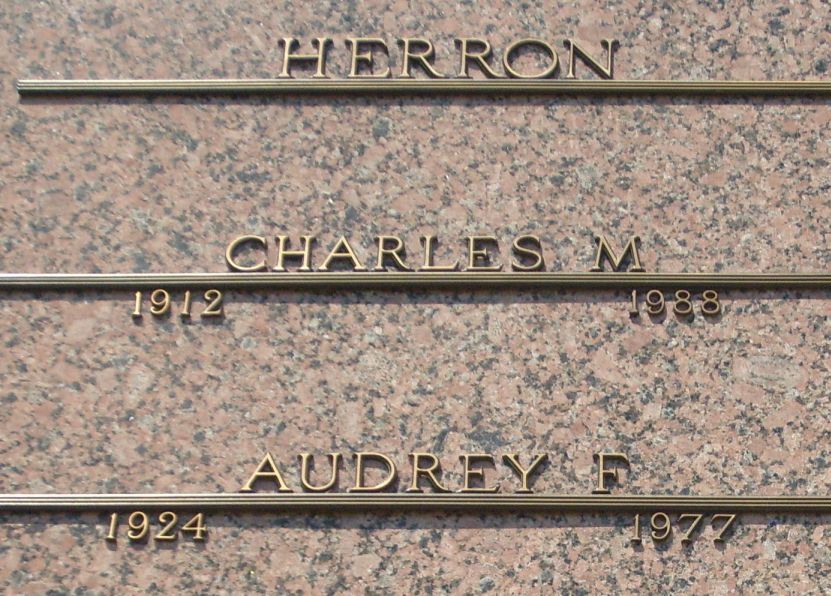 HERRON
CHARLES M
1912 1988
AUDREY F
1924 1977